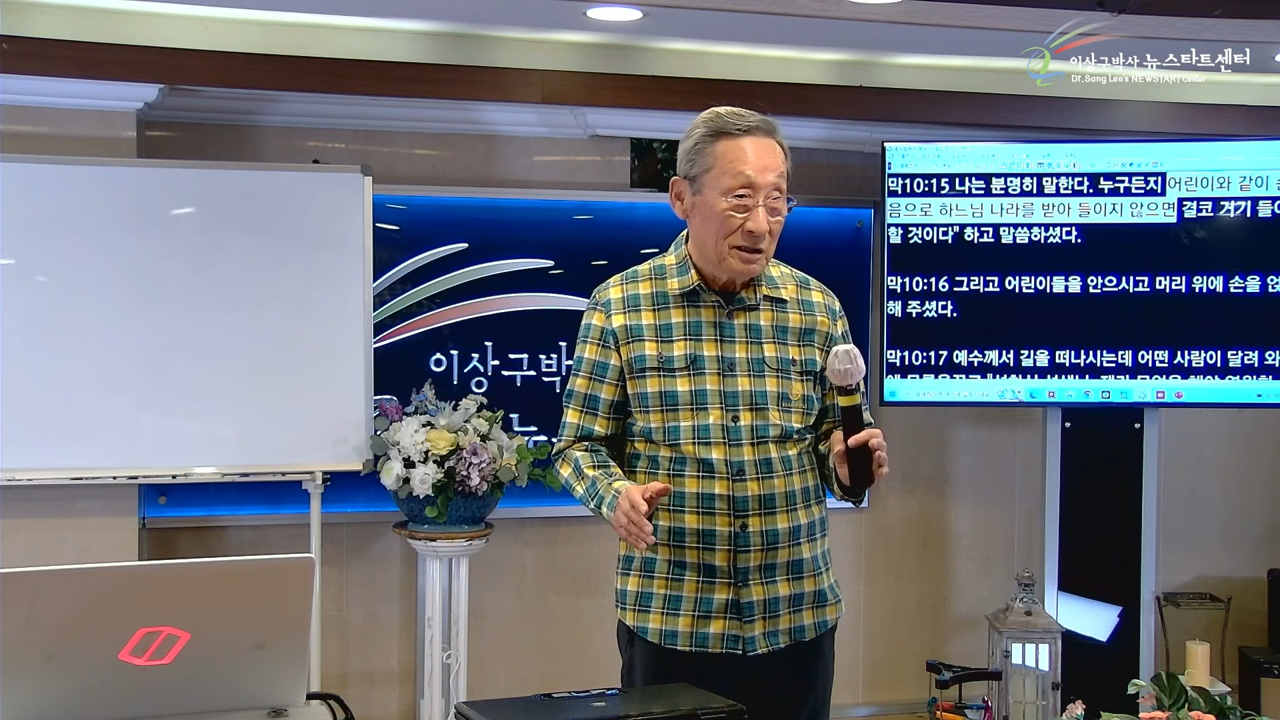 이상구박사 뉴스타트센터
Dr. Sang Lee's NEWSTART Center
막10:15 나는 분명히 말한다. 누구든지 어린이와 같이
음으로 하느님 나라를 받아 들이지 않으면 결코 거기 들어
할 것이다" 하고 말씀하셨다.
막10:16 그리고 어린이들을 안으시고 머리 위에 손을
해 주셨다.
막10:17 예수께서 길을 떠나시는데 어떤 사람이 달려 와
이상구박
뉴